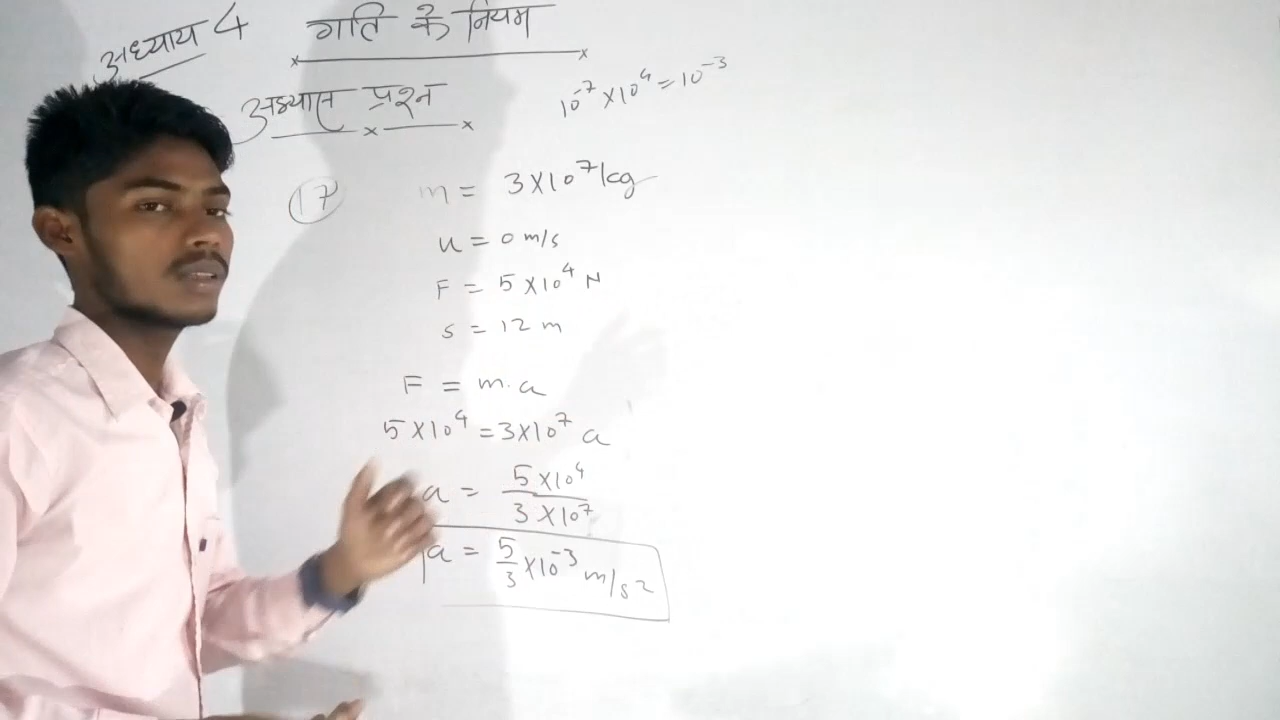 अध्याय 4 गति के नियम
अभ्यास प्रश्न
10⁻⁷ × 10⁴ = 10⁻³
17
m = 3×10⁷ kg
u = 0 m/s
F = 5×10⁴ N
s = 12 m
F = m.a
5×10⁴ = 3×10⁷ a
a = 5×10⁴ / 3×10⁷
a = 5/3 ×10⁻³ m/s²